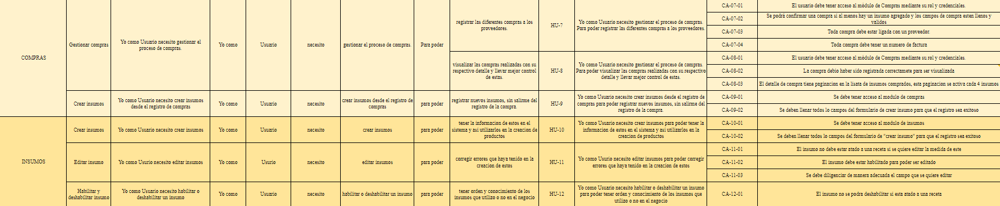 COMPRAS
Gestionar compras
Yo como Usuario necesito gestionar el
proceso de compras.
Yo como
Usuario
necesito
gestionar el proceso de compras.
Para poder
registrar las diferentes compras a los
proveedores.
HU-7
Yo como Usuario necesito gestionar el proceso de compras.
Para poder registrar las diferentes compras a los proveedores.
CA-07-01
El usuario debe tener acceso al módulo de Compras mediante su rol y credenciales.
CA-07-02
Se podrá confirmar una compra si al menos hay un insumo agregado y los campos de compra esten llenos y
validos
CA-07-03
Toda compra debe estar ligada con un proveedor.
CA-07-04
Toda compra debe tener un numero de factura
visualizar las compras realizadas con su
respectivo detalle y llevar mejor control
de estas.
HU-8
Yo como Usuario necesito gestionar el proceso de compras.
Para poder visualizar las compras realizadas con su respectivo
detalle y llevar mejor control de estas.
CA-08-01
El usuario debe tener acceso al módulo de Compras mediante su rol y credenciales.
CA-08-02
La compra debio haber sido registrada correctamete para ser visualizada
CA-08-03
El detalle de compra tiene paginacion en la lisata de insumos comprados, esta paginacion se activa cada 4 insumos
Crear insumos
Yo como Usuario necesito crear insumos
desde el registro de compras
Yo como
Usuario
necesito
crear insumos desde el registro de
compras
para poder
registrar nuevos insumos, sin salirme del
registro de la compra.
HU-9
Yo como Usuario necesito crear insumos desde el registro de
compras para poder registrar nuevos insumos, sin salirme del
registro de la compra.
CA-09-01
Se debe tener acceso al modulo de compras
CA-09-02
Se deben llenar todos lo campos del formulario de crear insumo para que el registro sea exitoso
INSUMOS
Crear insumos
Yo como Usuario necesito crear insumos
Yo como
Usuario
necesito
crear insumos
para poder
tener la informacion de estos en el
sistema y asi utilizarlos en la creacion de
productos
HU-10
Yo como Usuario necesito crear insumos para poder tener la
informacion de estos en el sistema y asi utilizarlos en la
creacion de productos
CA-10-01
Se debe tener acceso al modulo de insumos
CA-10-02
Se deben llenar todos lo campos del formulario de "crear insumo" para que el registro sea exitoso
Editar insumo
Yo como Usurio necesito editar insumos
Yo como
Usurio
necesito
editar insumos
para poder
corregir errores que haya tenido en la
creacion de estos
HU-11
Yo como Usurio necesito editar insumos para poder corregir
errores que haya tenido en la creacion de estos
CA-11-01
El insumo no debe estar atado a una receta si se quiere editar la medida de este
CA-11-02
El insumo debe estar habilitado para poder ser editado
CA-11-03
Se debe diligenciar de manera adecuada el campo que se quiere editar
Habilitar y
deshabilitar insumo
Yo como Usuario necesito habilitar o
deshabilitar un insumo
Yo como
Usuario
necesito
habilitar o deshabilitar un insumo
para poder
tener orden y conocimiento de los
insumos que utilizo o no en el negocio
HU-12
Yo como Usuario necesito habilitar o deshabilitar un insumo
para poder tener orden y conocimiento de los insumos que
utilizo o no en el negocio
CA-12-01
El insumo no se podra deshabilitar si esta atado a una receta